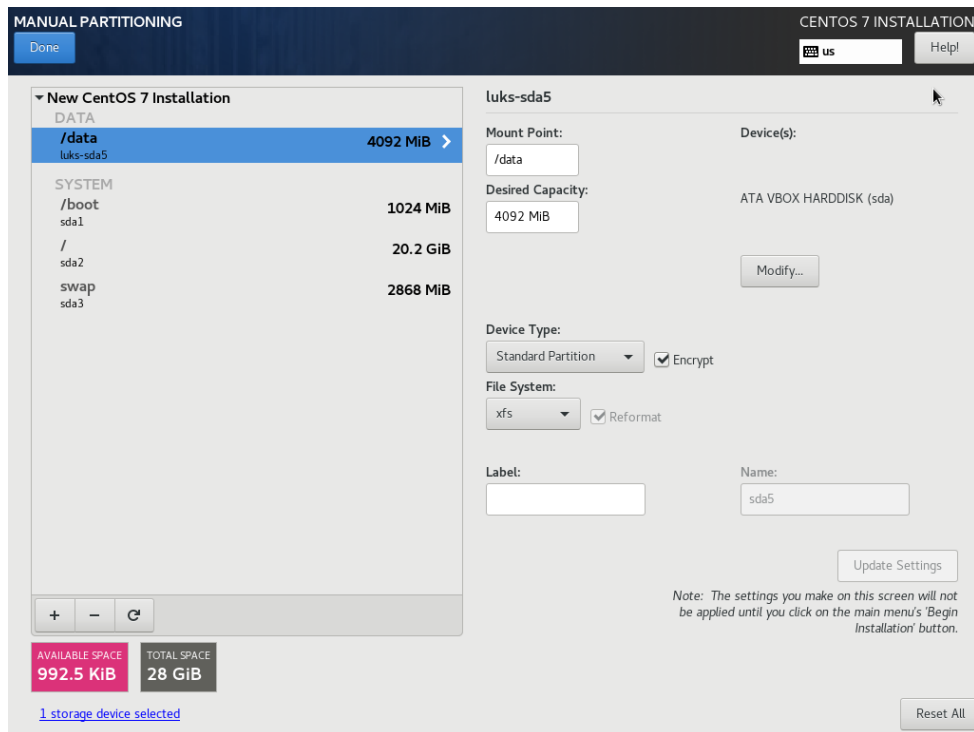 MANUAL PARTITIONING
CENTOS 7 INSTALLATION
Done
us
Help!
New CentOS 7 Installation
DATA
/data
4092 MiB
luks-sda5
SYSTEM
/boot
1024 MiB
sda1
/
20.2 GiB
sda2
swap
2868 MiB
sda3
luks-sda5
Mount Point:
Device(s):
/data
Desired Capacity:
ATA VBOX HARDDISK (sda)
4092 MiB
Modify...
Device Type:
Standard Partition
Encrypt
File System:
xfs
Reformat
Label:
Name:
sda5
Update Settings
Note: The settings you make on this screen will not
be applied until you click on the main menu's 'Begin
Installation' button.
+ −
AVAILABLE SPACE
992.5 KiB
TOTAL SPACE
28 GiB
1 storage device selected
Reset All